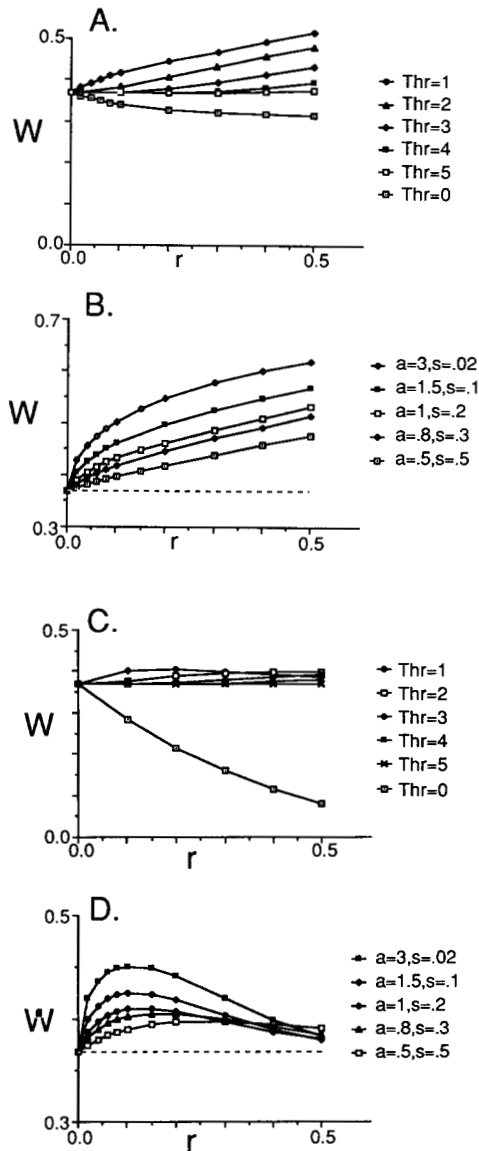 A.
0.5
W
0.0
0.0
r
0.5
Thr=1
Thr=2
Thr=3
Thr=4
Thr=5
Thr=0
B.
0.7
W
0.3
0.0
r
0.5
a=3,s=.02
a=1.5,s=.1
a=1,s=.2
a=.8,s=.3
a=.5,s=.5
C.
0.5
W
0.0
0.0
r
0.5
Thr=1
Thr=2
Thr=3
Thr=4
Thr=5
Thr=0
D.
0.5
W
0.3
0.0
r
0.5
a=3,s=.02
a=1.5,s=.1
a=1,s=.2
a=.8,s=.3
a=.5,s=.5